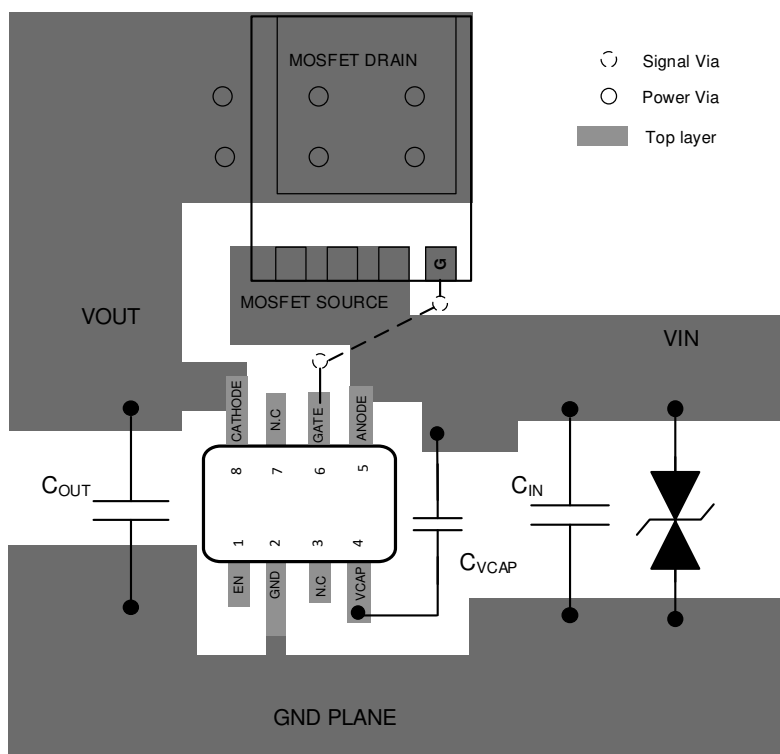 MOSFET DRAIN
Signal Via
Power Via
Top layer
G
MOSFET SOURCE
VOUT
VIN
CATHODE
N.C
GATE
ANODE
8
7
6
5
COUT
CIN
1
2
3
4
CVCAP
EN
GND
N.C
VCAP
GND PLANE